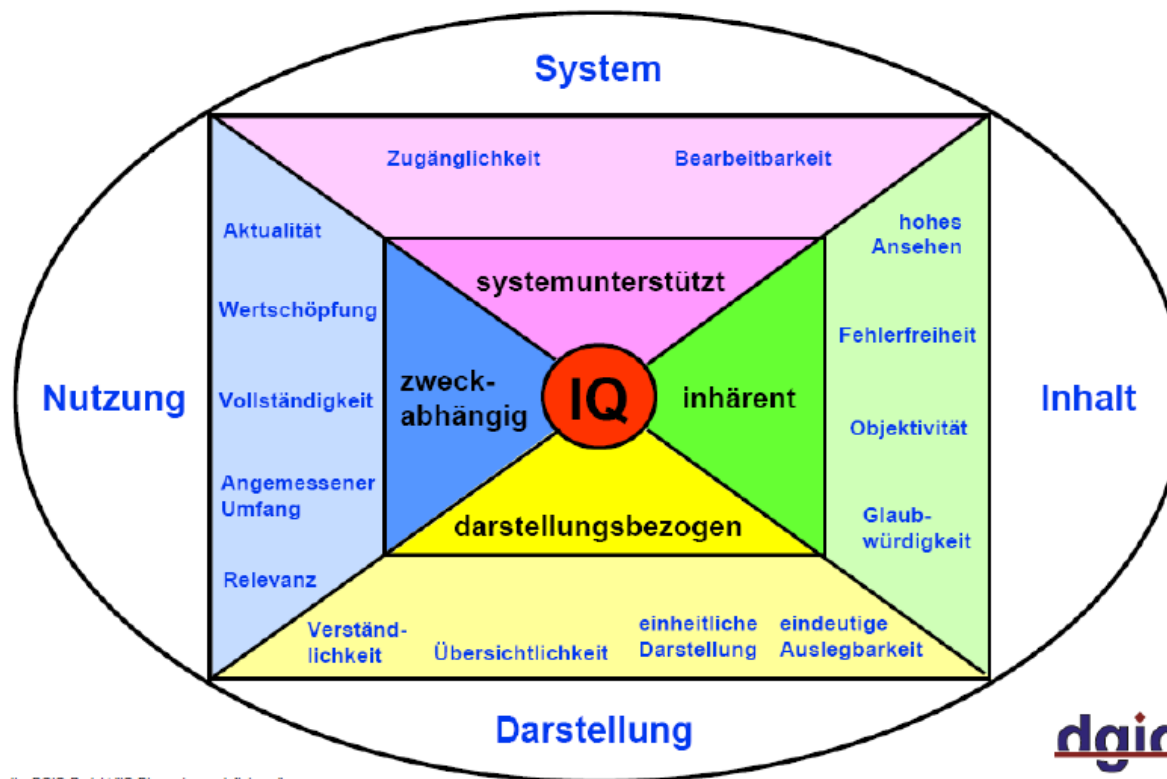 System
Zugänglichkeit
Bearbeitbarkeit
Aktualität
hohes
Ansehen
systemunterstützt
Wertschöpfung
Fehlerfreiheit
Nutzung
zweck-
abhängig
IQ
inhärent
Inhalt
Vollständigkeit
Objektivität
Angemessener
Umfang
darstellungsbezogen
Glaub-
würdigkeit
Relevanz
Verständ-
lichkeit
Übersichtlichkeit
einheitliche
Darstellung
eindeutige
Auslegbarkeit
Darstellung